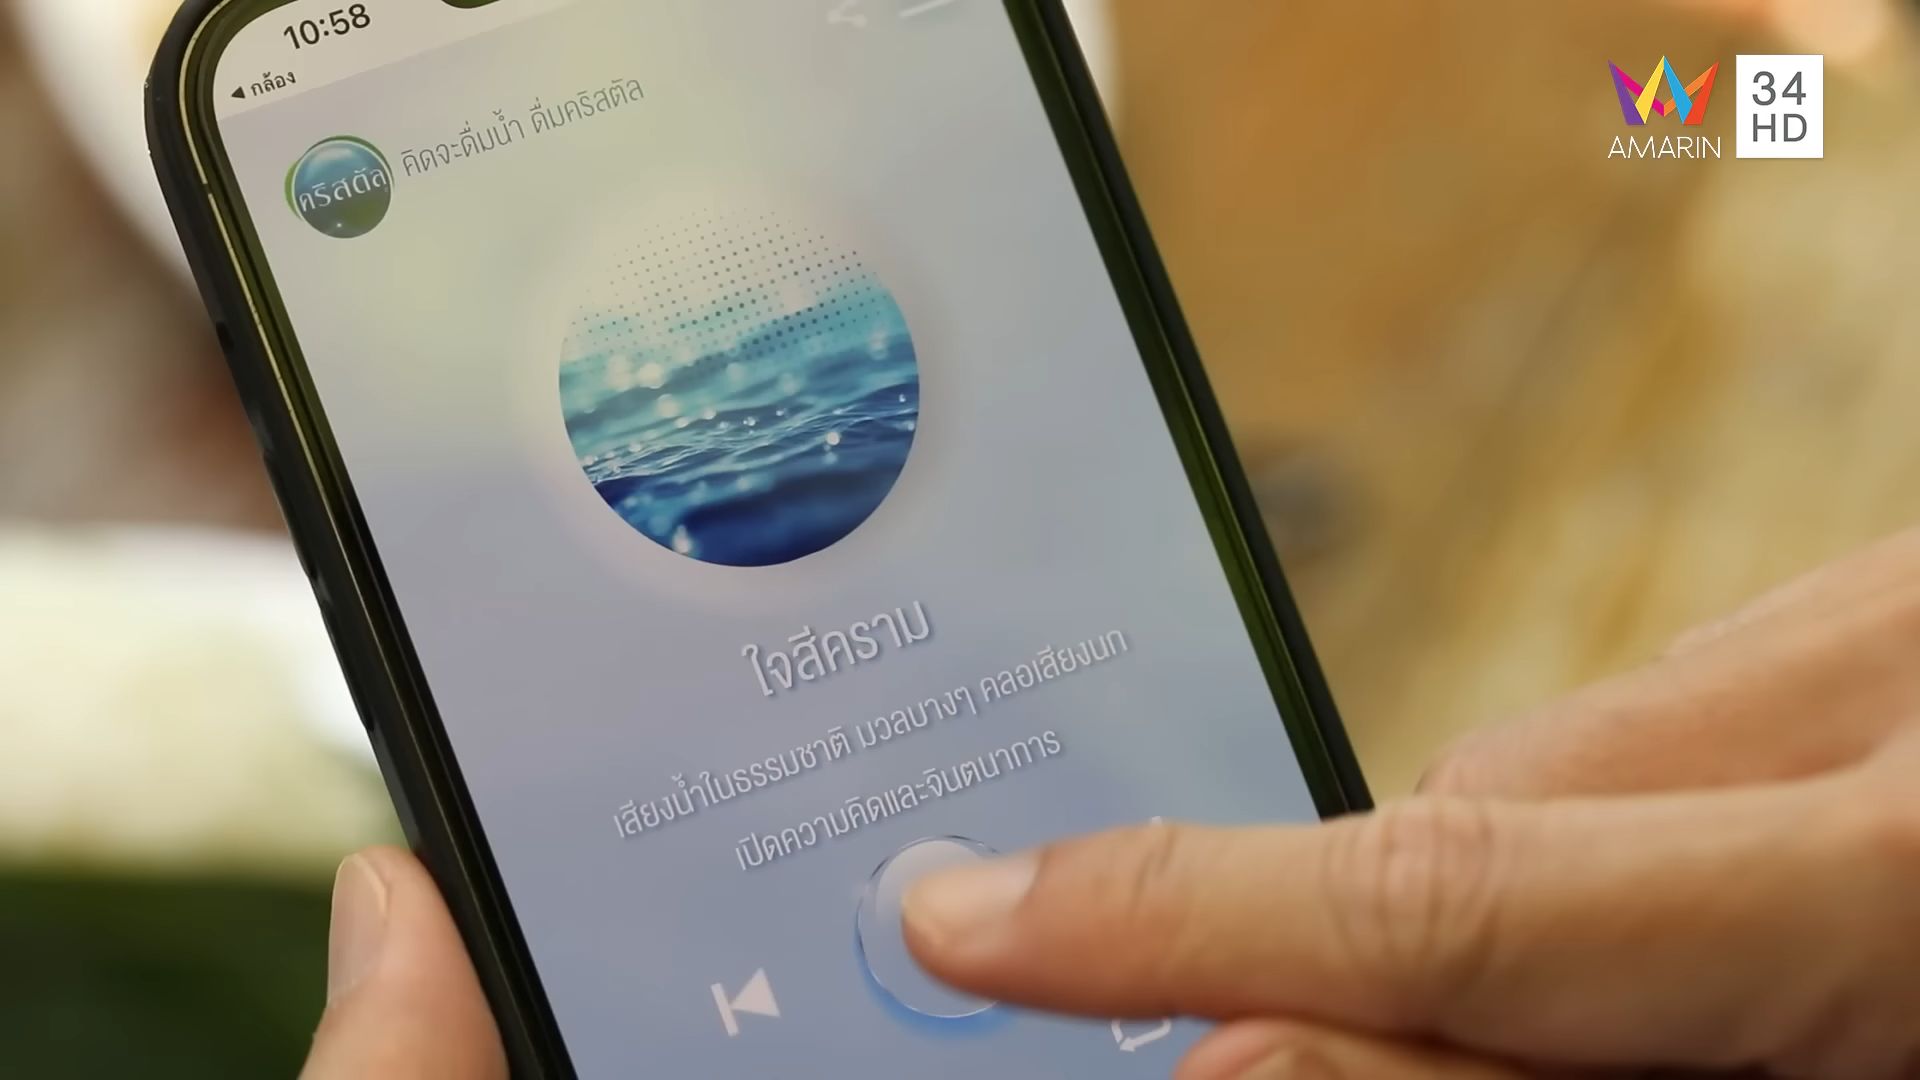 10:58
◀ กล้อง
คริสตัล
คิดจะดื่มน้ำ ดื่มคริสตัล
ใจสีคราม
เสียงน้ำในธรรมชาติ มวลบางๆ คลอเสียงนก
เปิดความคิดและจินตนาการ
AMARIN
34
HD